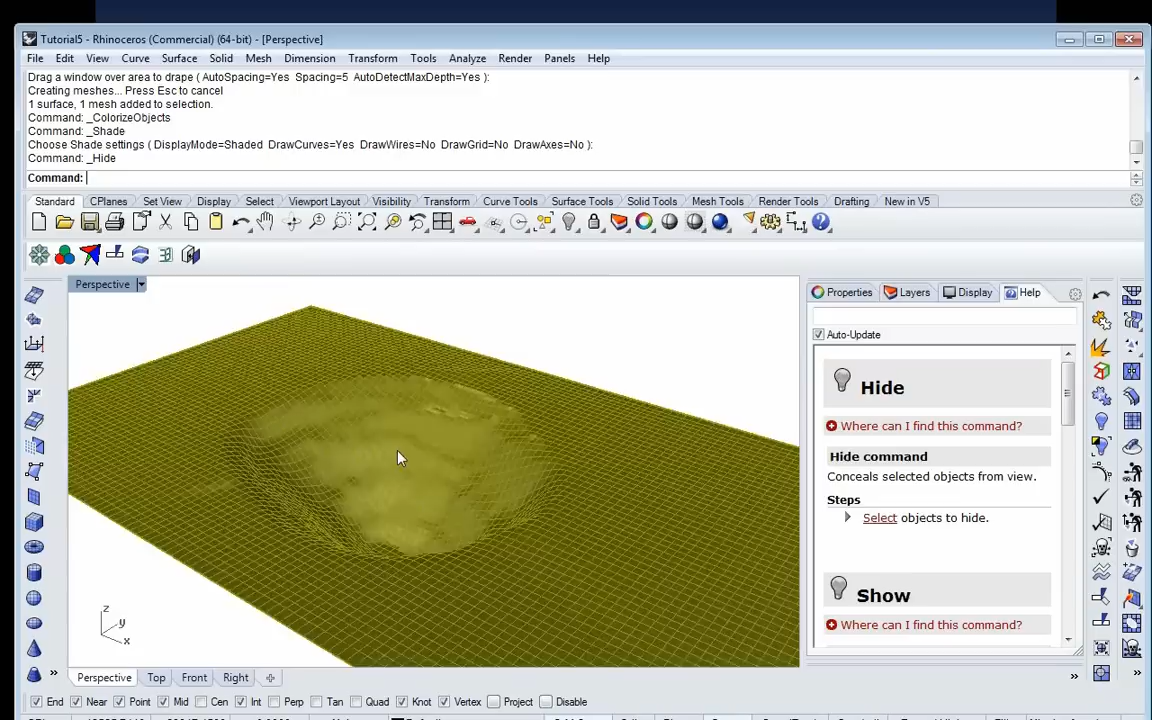 Tutorial5 - Rhinoceros (Commercial) (64-bit) - [Perspective]
File Edit View Curve Surface Solid Mesh Dimension Transform Tools Analyze Render Panels Help
Drag a window over area to drape ( AutoSpacing=Yes Spacing=5 AutoDetectMaxDepth=Yes ):
Creating meshes... Press Esc to cancel
1 surface, 1 mesh added to selection.
Command: _ColorizeObjects
Command: _Shade
Choose Shade settings ( DisplayMode=Shaded DrawCurves=Yes DrawWires=No DrawGrid=No DrawAxes=No ):
Command: _Hide
Command:
Standard CPlanes Set View Display Select Viewport Layout Visibility Transform Curve Tools Surface Tools Solid Tools Mesh Tools Render Tools Drafting New in V5
Perspective
Properties Layers Display Help
Auto-Update
Hide
Where can I find this command?
Hide command
Conceals selected objects from view.
Steps
Select objects to hide.
Show
Where can I find this command?
z
y
x
Perspective Top Front Right
End Near Point Mid Cen Int Perp Tan Quad Knot Vertex Project Disable